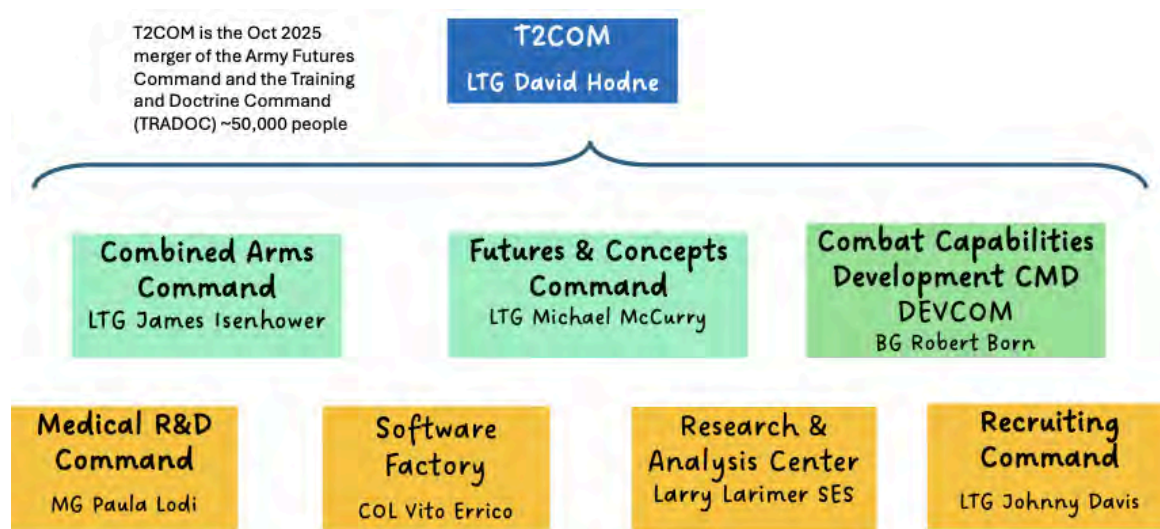 T2COM is the Oct 2025
merger of the Army Futures
Command and the Training
and Doctrine Command
(TRADOC) ~50,000 people
T2COM
LTG David Hodne
Combined Arms
Command
LTG James Isenhower
Futures & Concepts
Command
LTG Michael McCurry
Combat Capabilities
Development CMD
DEVCOM
BG Robert Born
Medical R&D
Command
MG Paula Lodi
Software
Factory
COL Vito Errico
Research &
Analysis Center
Larry Larimer SES
Recruiting
Command
LTG Johnny Davis